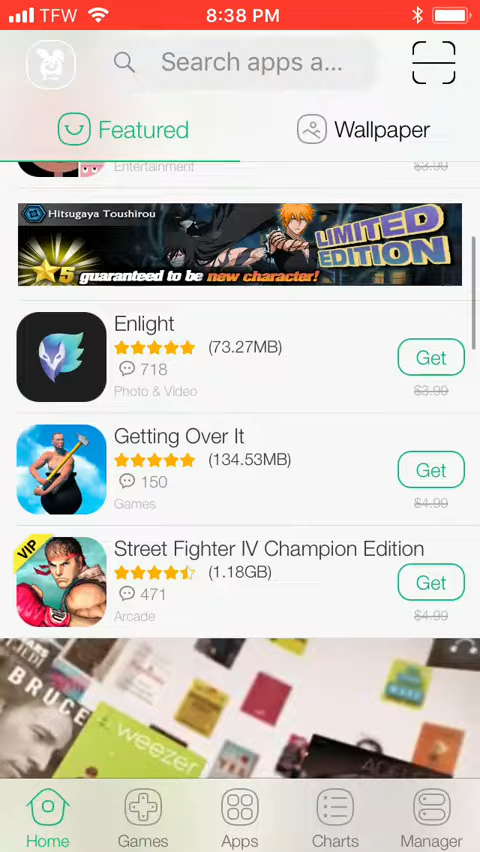 TFW
8:38 PM
Search apps a...
Featured
Wallpaper
Entertainment
$3.99
Hitsugaya Toushirou
LIMITED EDITION
5 guaranteed to be new character!
Enlight
(73.27MB)
718
Get
Photo & Video
$3.99
Getting Over It
(134.53MB)
150
Get
Games
$4.99
VIP
Street Fighter IV Champion Edition
(1.18GB)
471
Get
Arcade
$4.99
BRUCE
weezer
Home
Games
Apps
Charts
Manager